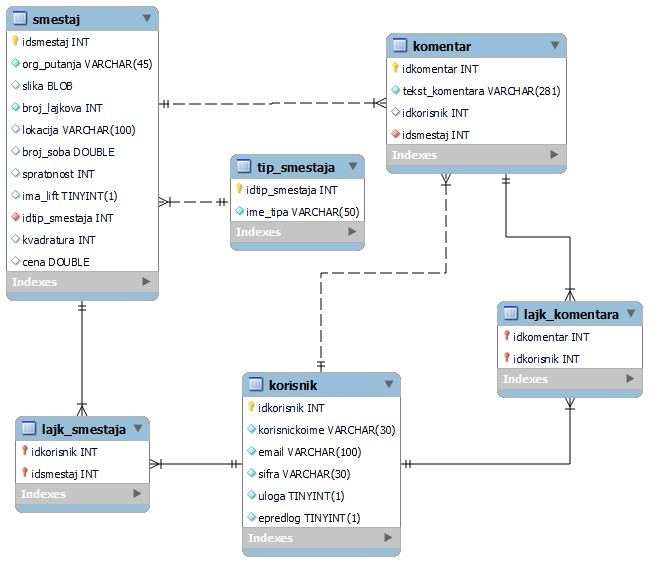 smestaj
idsmestaj INT
org_putanja VARCHAR(45)
slika BLOB
broj_lajkova INT
lokacija VARCHAR(100)
broj_soba DOUBLE
spratonost INT
ima_lift TINYINT(1)
idtip_smestaja INT
kvadratura INT
cena DOUBLE
Indexes
komentar
idkomentar INT
tekst_komentara VARCHAR(281)
idkorisnik INT
idsmestaj INT
Indexes
tip_smestaja
idtip_smestaja INT
ime_tipa VARCHAR(50)
Indexes
lajk_komentara
idkomentar INT
idkorisnik INT
Indexes
korisnik
idkorisnik INT
korisnickoime VARCHAR(30)
email VARCHAR(100)
sifra VARCHAR(30)
uloga TINYINT(1)
epredlog TINYINT(1)
Indexes
lajk_smestaja
idkorisnik INT
idsmestaj INT
Indexes